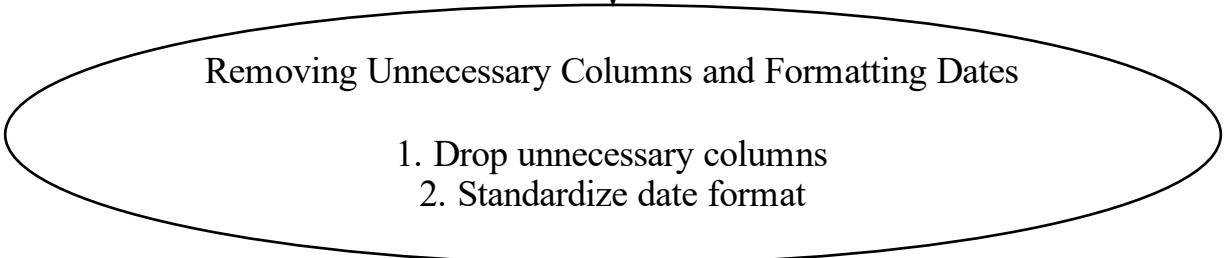 Removing Unnecessary Columns and Formatting Dates
1. Drop unnecessary columns
2. Standardize date format